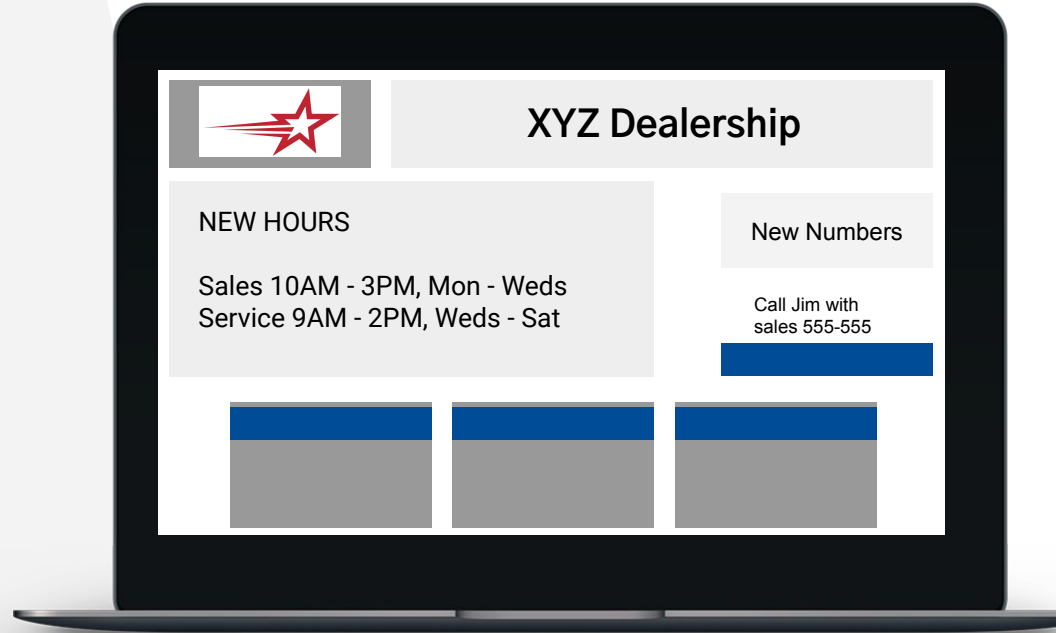 XYZ Dealership
NEW HOURS
Sales 10AM - 3PM, Mon - Weds
Service 9AM - 2PM, Weds - Sat
New Numbers
Call Jim with
sales 555-555